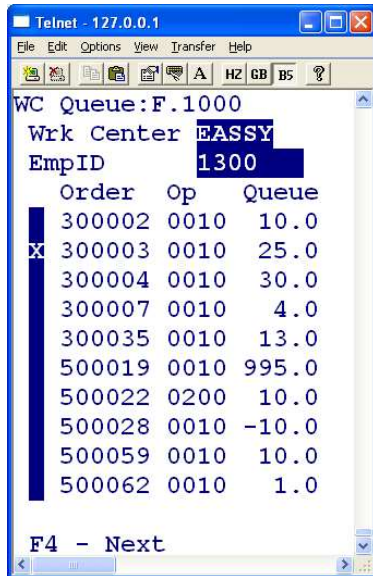 Telnet - 127.0.0.1
File Edit Options View Transfer Help
A HZ GB B5 ?
WC Queue:F.1000
Wrk Center EASSY
EmpID 1300
Order Op Queue
300002 0010 10.0
X 300003 0010 25.0
300004 0010 30.0
300007 0010 4.0
300035 0010 13.0
500019 0010 995.0
500022 0200 10.0
500028 0010 -10.0
500059 0010 10.0
500062 0010 1.0
F4 - Next